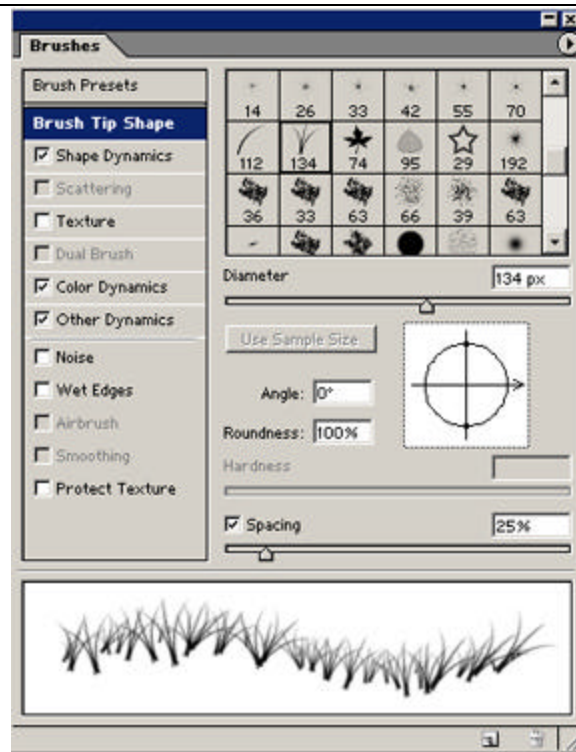 Brushes
Brush Presets
Brush Tip Shape
Shape Dynamics
Scattering
Texture
Dual Brush
Color Dynamics
Other Dynamics
Noise
Wet Edges
Airbrush
Smoothing
Protect Texture
14 26 33 42 55 70
112 134 74 95 29 192
36 33 63 66 39 63
Diameter 134 px
Use Sample Size
Angle: 0°
Roundness: 100%
Hardness
Spacing 25%